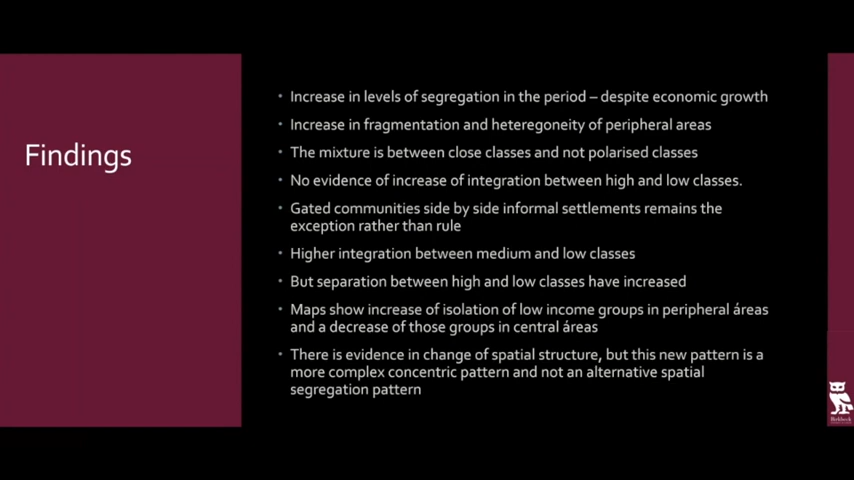 Findings
• Increase in levels of segregation in the period – despite economic growth
• Increase in fragmentation and heteregoneity of peripheral areas
• The mixture is between close classes and not polarised classes
• No evidence of increase of integration between high and low classes.
• Gated communities side by side informal settlements remains the
exception rather than rule
• Higher integration between medium and low classes
• But separation between high and low classes have increased
• Maps show increase of isolation of low income groups in peripheral áreas
and a decrease of those groups in central áreas
• There is evidence in change of spatial structure, but this new pattern is a
more complex concentric pattern and not an alternative spatial
segregation pattern
Birkbeck